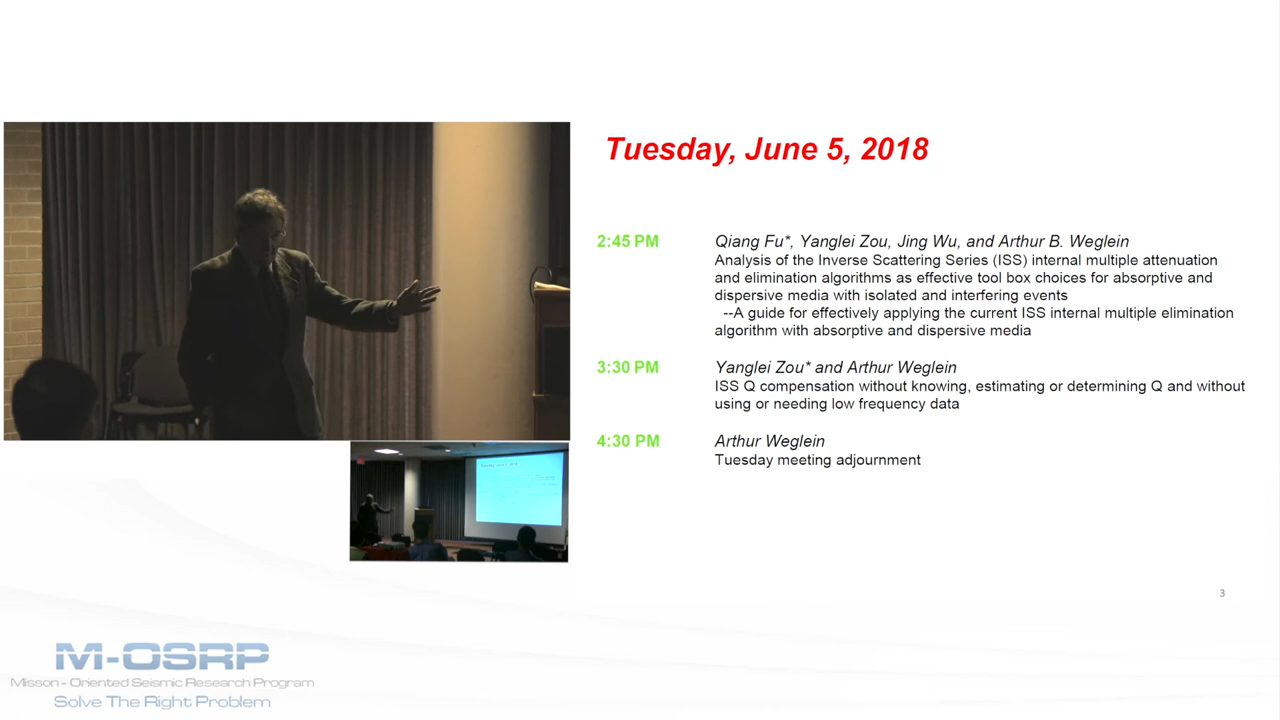 Tuesday, June 5, 2018
2:45 PM
Qiang Fu*, Yanglei Zou, Jing Wu, and Arthur B. Weglein
Analysis of the Inverse Scattering Series (ISS) internal multiple attenuation
and elimination algorithms as effective tool box choices for absorptive and
dispersive media with isolated and interfering events
--A guide for effectively applying the current ISS internal multiple elimination
algorithm with absorptive and dispersive media
3:30 PM
Yanglei Zou* and Arthur Weglein
ISS Q compensation without knowing, estimating or determining Q and without
using or needing low frequency data
4:30 PM
Arthur Weglein
Tuesday meeting adjournment
3
M-OSRP
Misson - Oriented Seismic Research Program
Solve The Right Problem